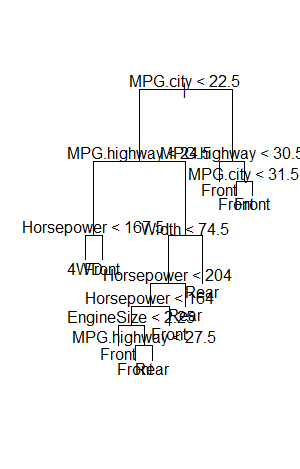 MPG.city < 22.5
MPG.highway < 24.5
MPG.highway < 30.5
MPG.city < 31.5
Front
Front
Front
Horsepower < 167.5
Width < 74.5
4WD
Front
Horsepower < 204
Rear
Horsepower < 164
Rear
EngineSize < 2.25
Front
MPG.highway < 27.5
Front
Front
Rear